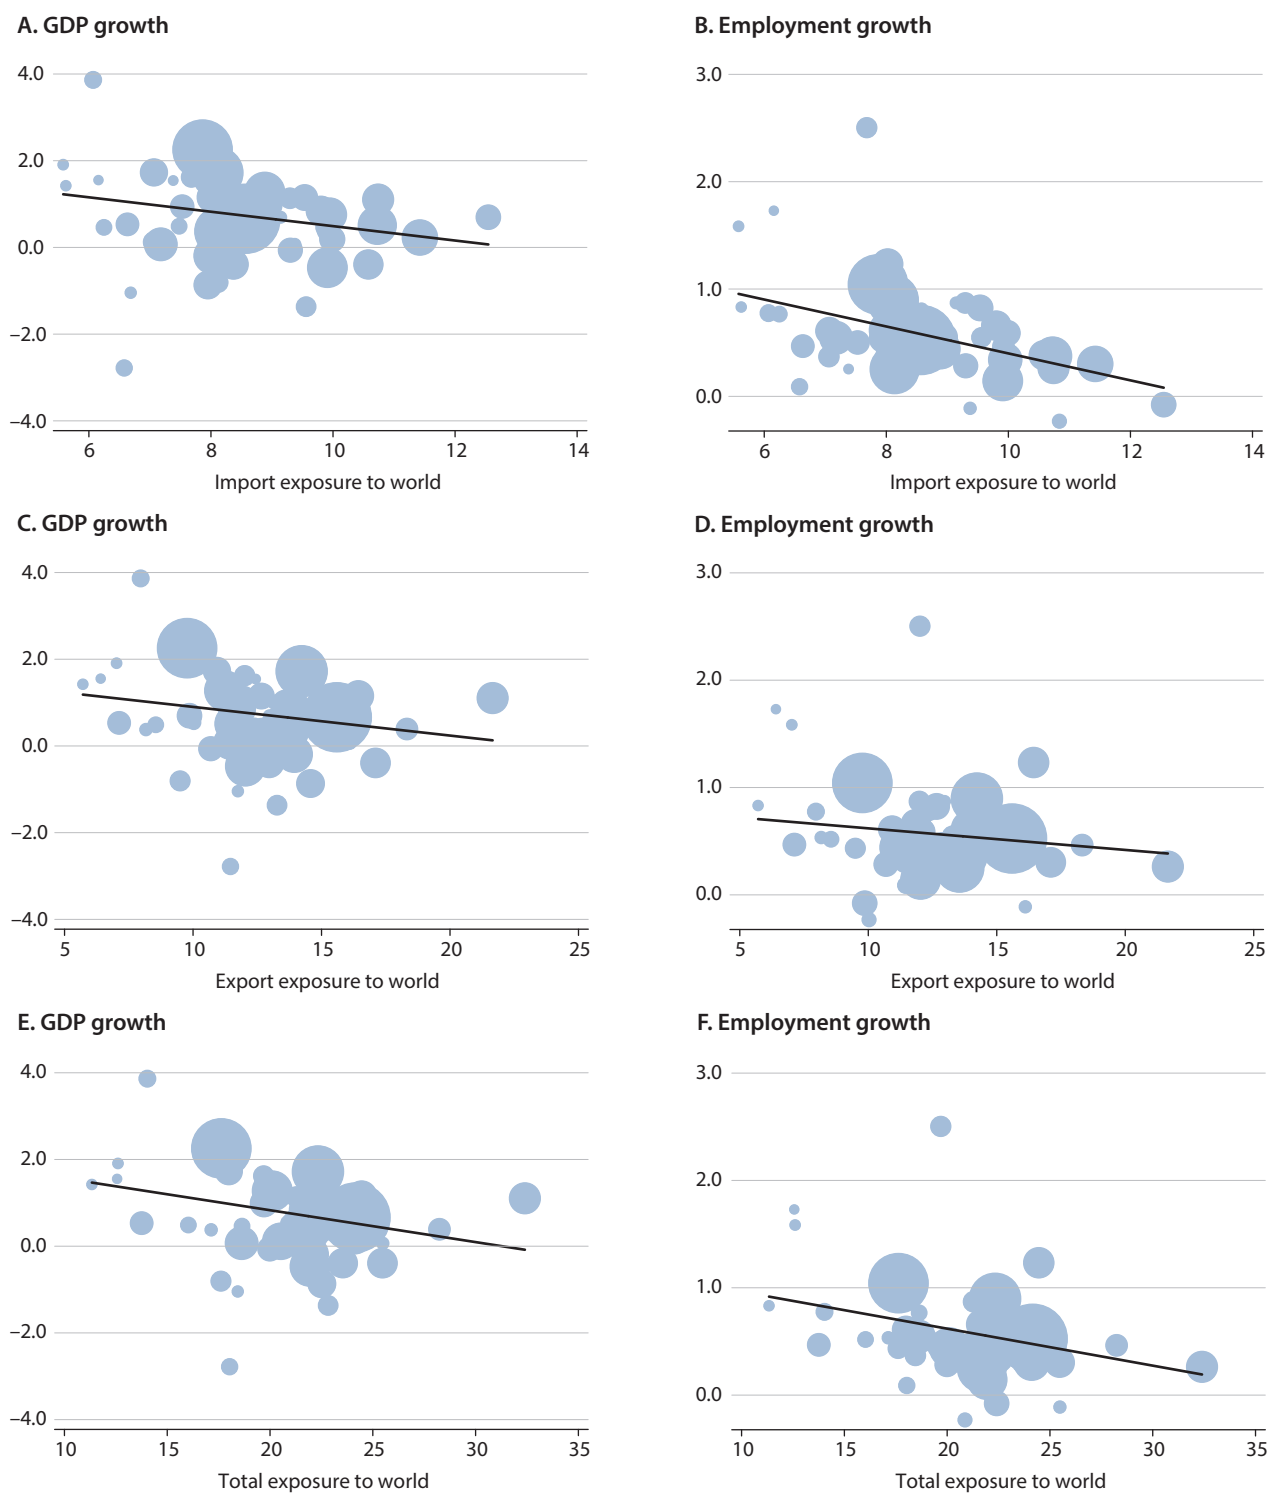 A. GDP growth
4.0
2.0
0.0
–2.0
–4.0
6 8 10 12 14
Import exposure to world
B. Employment growth
3.0
2.0
1.0
0.0
6 8 10 12 14
Import exposure to world
C. GDP growth
4.0
2.0
0.0
–2.0
–4.0
5 10 15 20 25
Export exposure to world
D. Employment growth
3.0
2.0
1.0
0.0
5 10 15 20 25
Export exposure to world
E. GDP growth
4.0
2.0
0.0
–2.0
–4.0
10 15 20 25 30 35
Total exposure to world
F. Employment growth
3.0
2.0
1.0
0.0
10 15 20 25 30 35
Total exposure to world